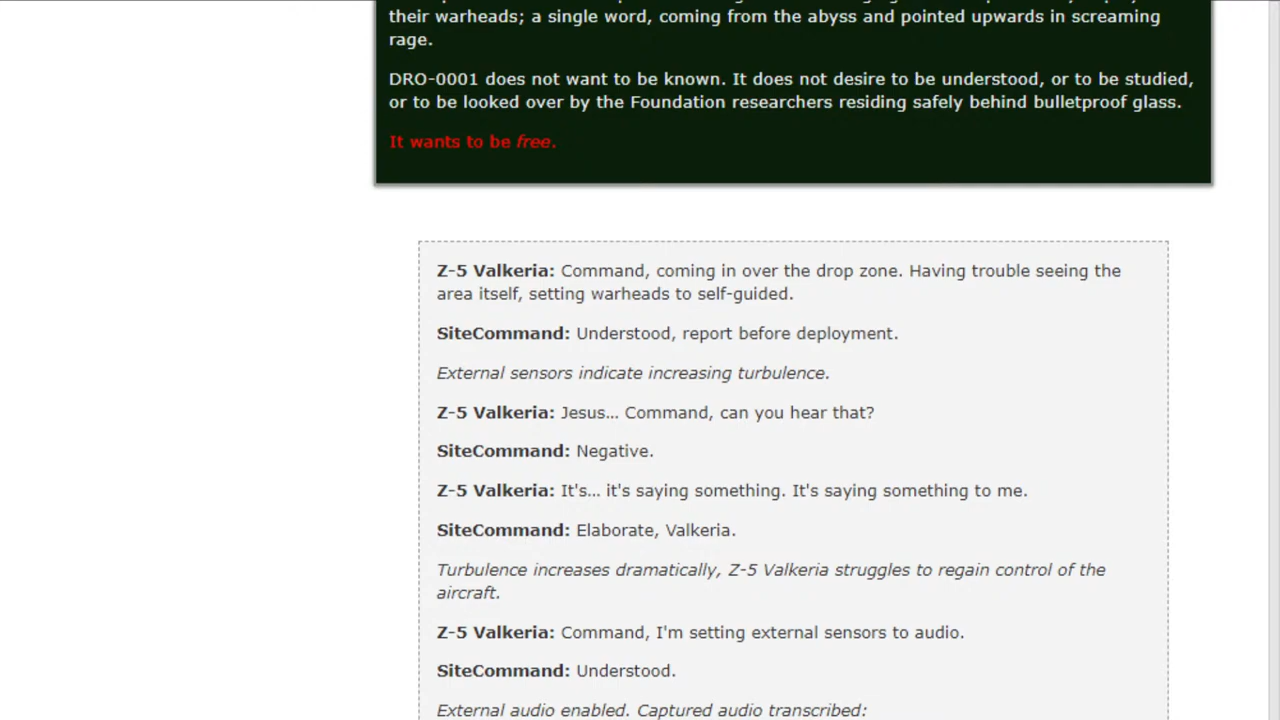 their warheads; a single word, coming from the abyss and pointed upwards in screaming
rage.
DRO-0001 does not want to be known. It does not desire to be understood, or to be studied,
or to be looked over by the Foundation researchers residing safely behind bulletproof glass.
It wants to be free.
Z-5 Valkeria: Command, coming in over the drop zone. Having trouble seeing the
area itself, setting warheads to self-guided.
SiteCommand: Understood, report before deployment.
External sensors indicate increasing turbulence.
Z-5 Valkeria: Jesus… Command, can you hear that?
SiteCommand: Negative.
Z-5 Valkeria: It's… it's saying something. It's saying something to me.
SiteCommand: Elaborate, Valkeria.
Turbulence increases dramatically, Z-5 Valkeria struggles to regain control of the
aircraft.
Z-5 Valkeria: Command, I'm setting external sensors to audio.
SiteCommand: Understood.
External audio enabled. Captured audio transcribed: